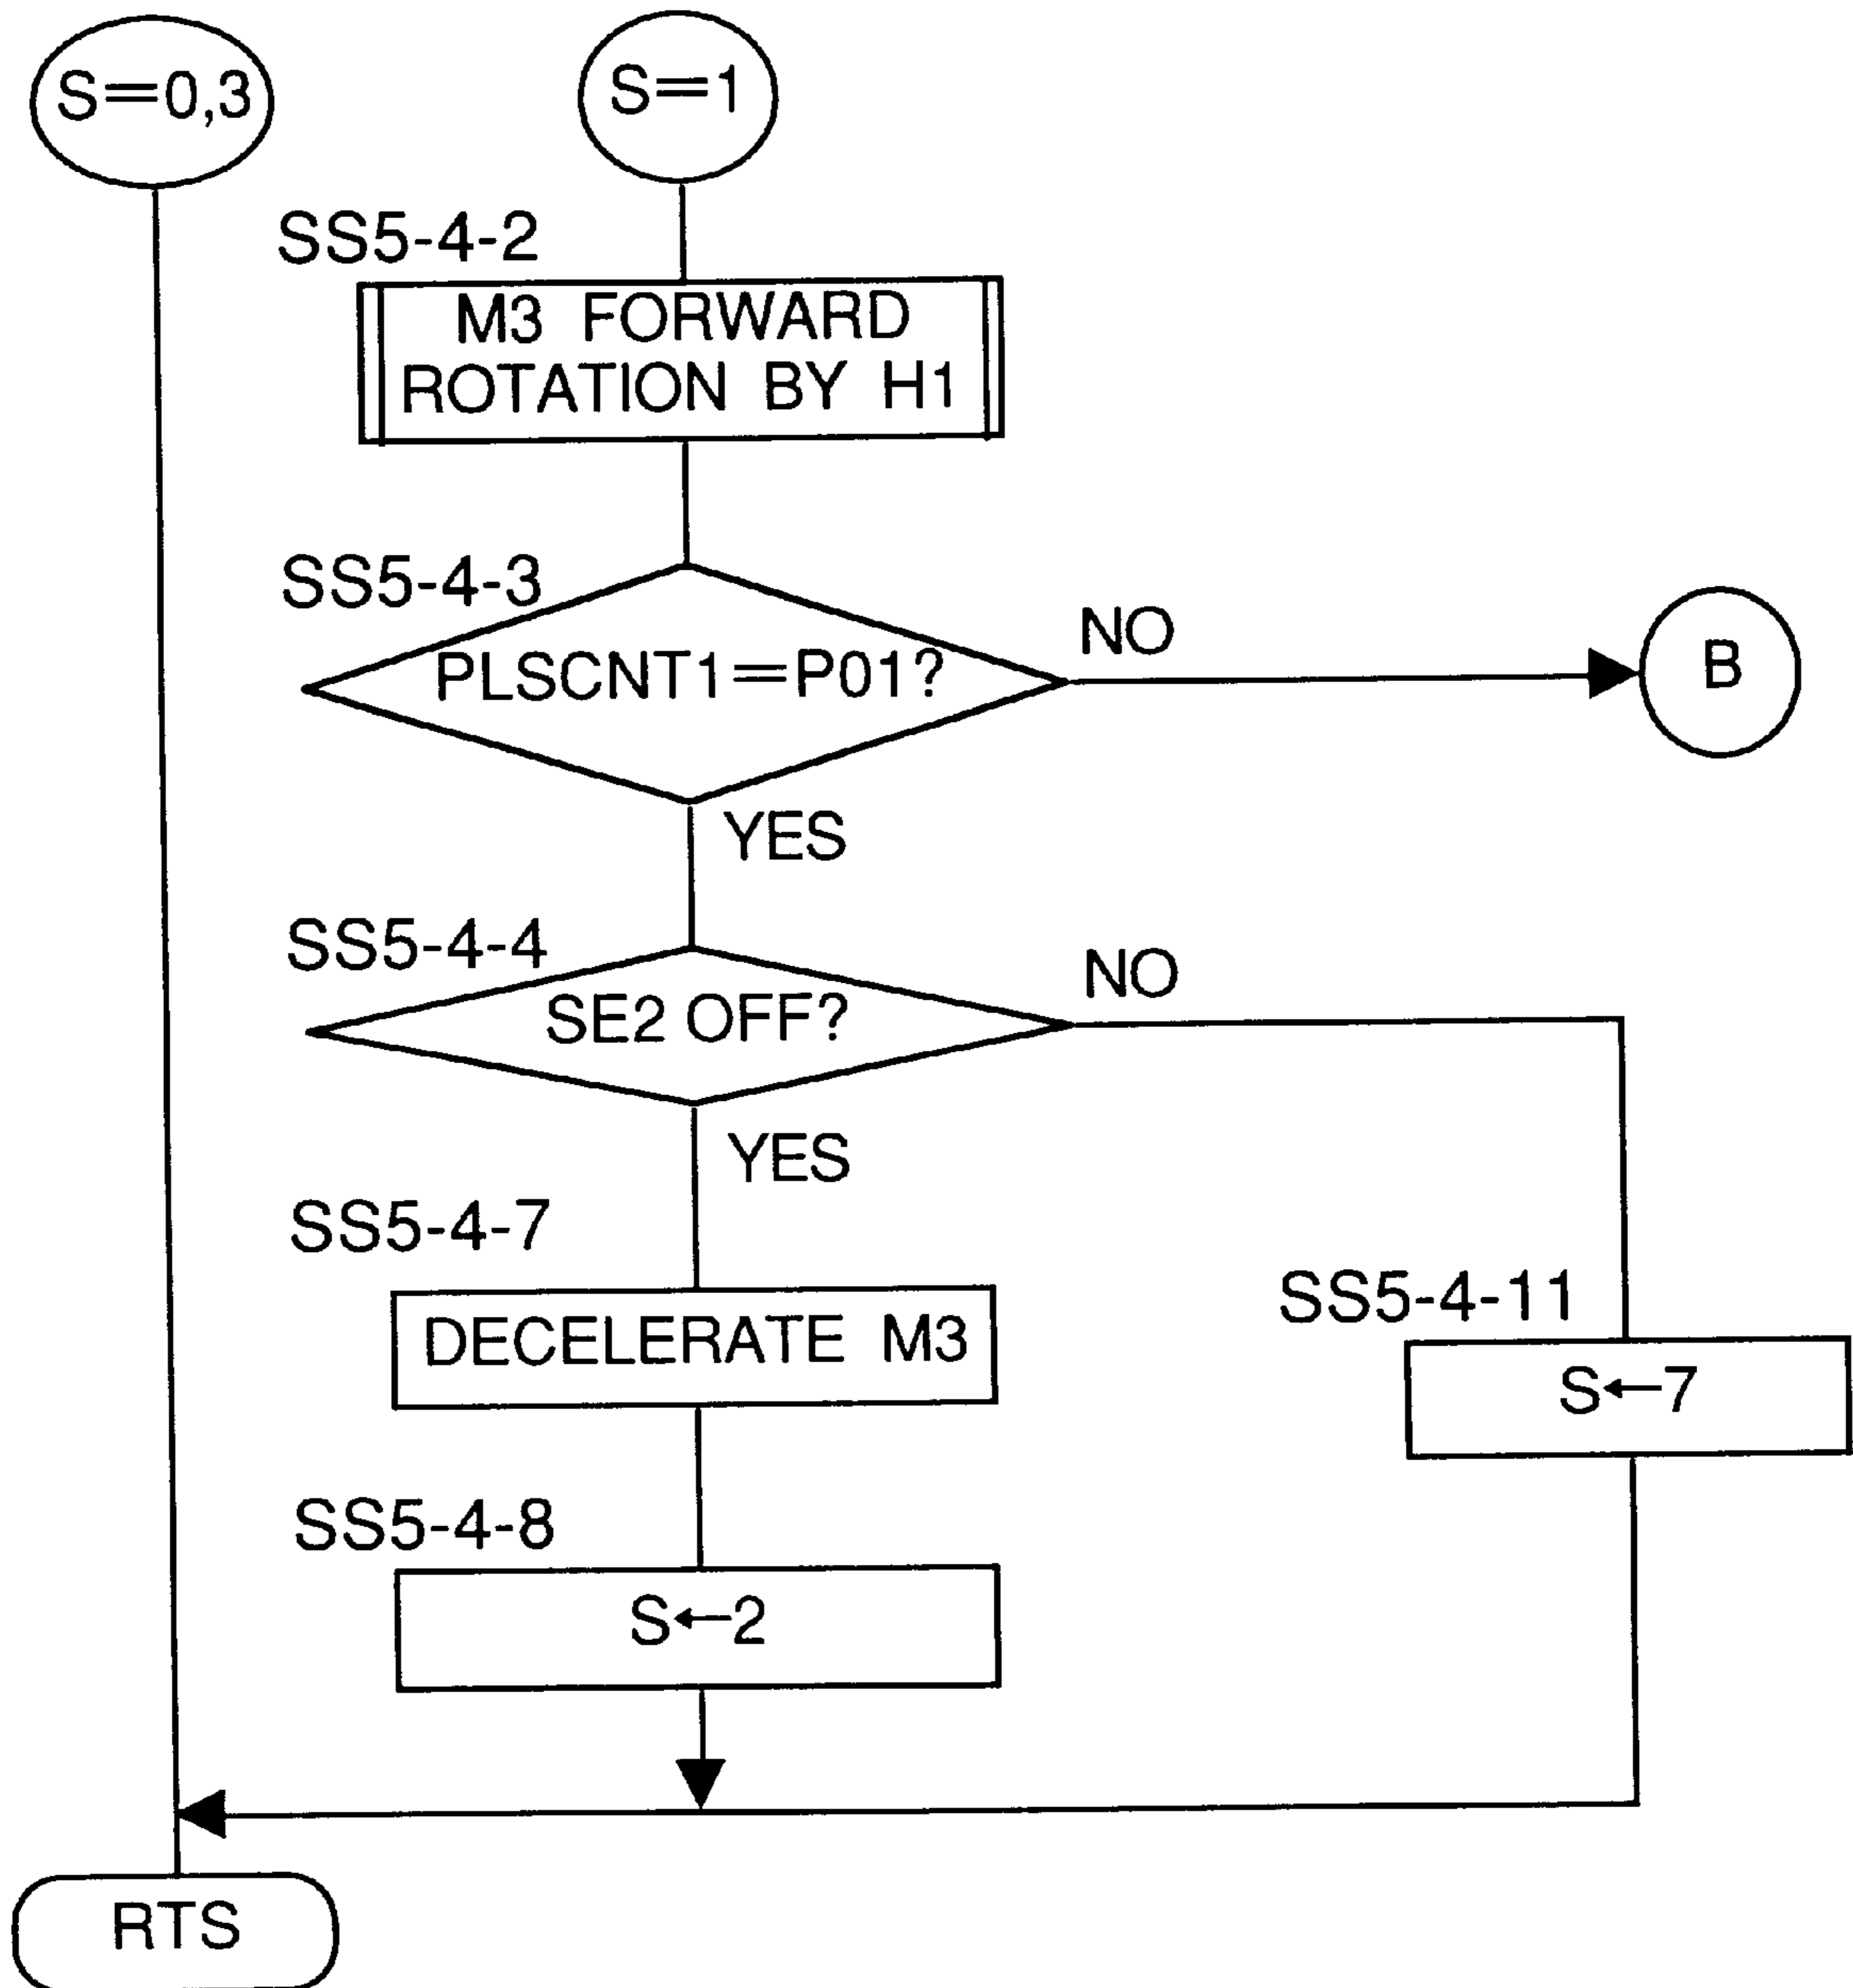 S=0,3
S=1
SS5-4-2
M3 FORWARD
ROTATION BY H1
SS5-4-3
PLSCNT1=P01?
NO
B
YES
SS5-4-4
SE2 OFF?
NO
YES
SS5-4-7
DECELERATE M3
SS5-4-11
S←7
SS5-4-8
S←2
RTS